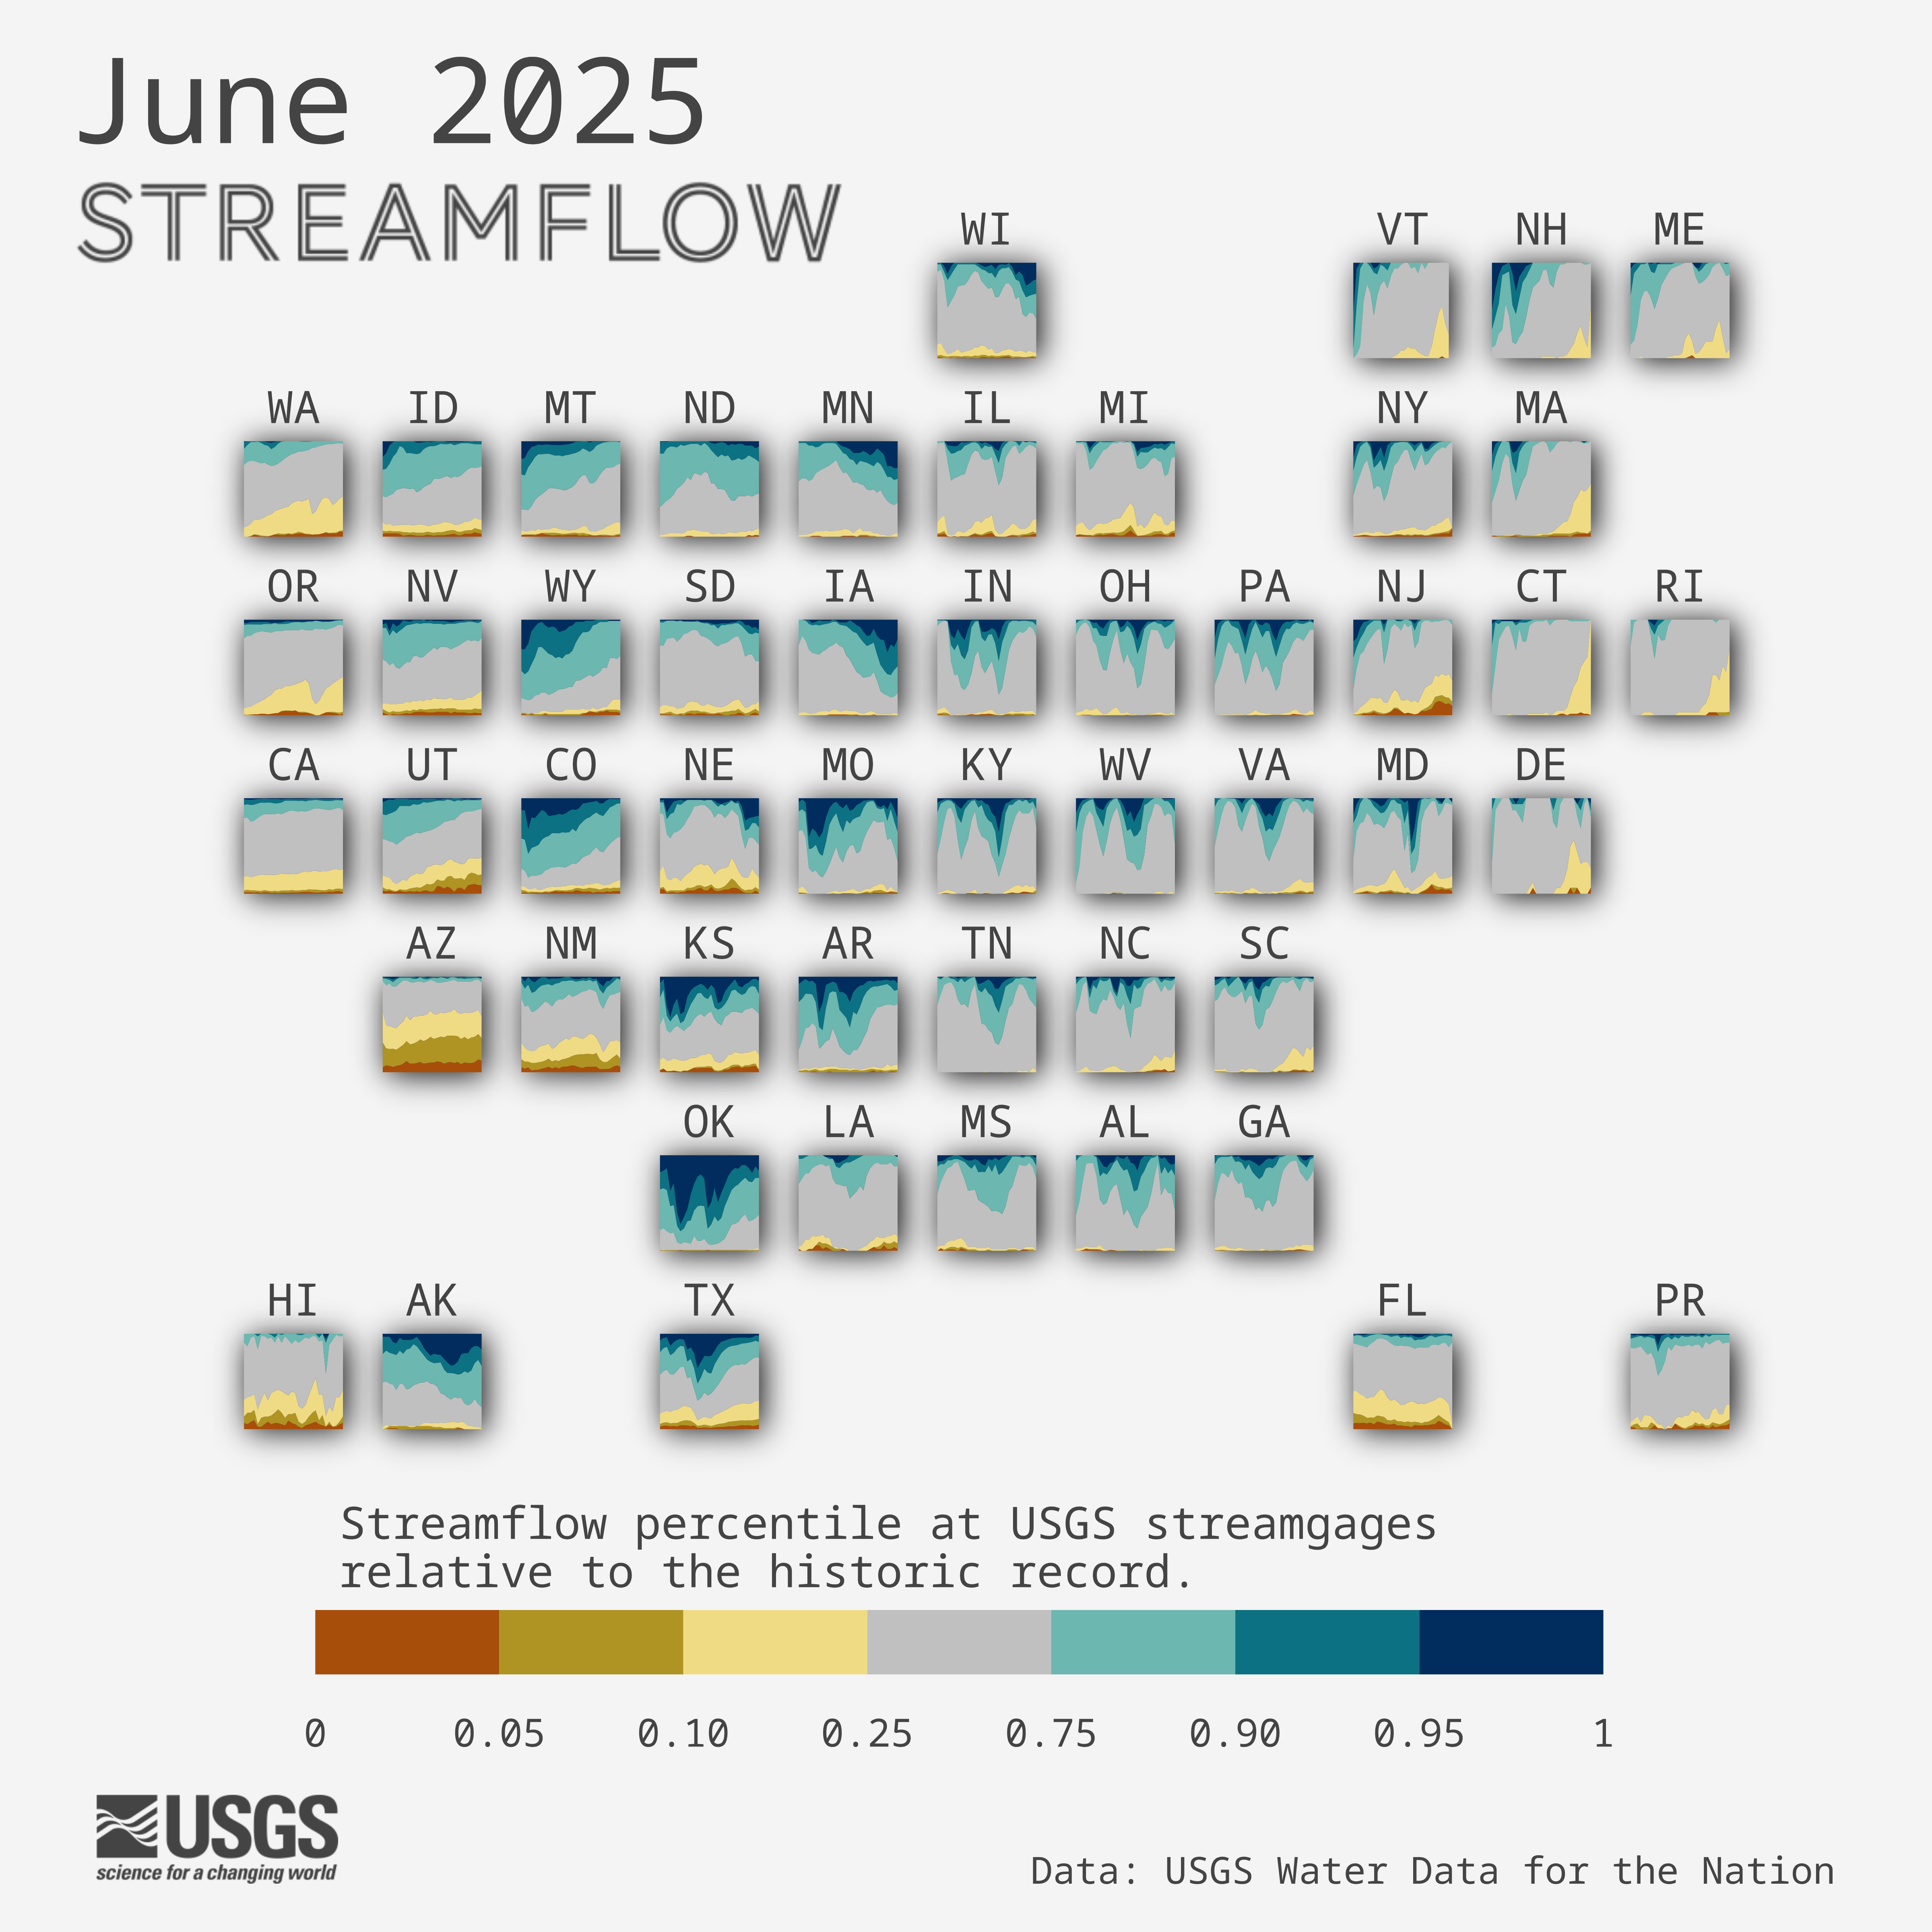 June 2025
STREAMFLOW
WI VT NH ME
WA ID MT ND MN IL MI NY MA
OR NV WY SD IA IN OH PA NJ CT RI
CA UT CO NE MO KY WV VA MD DE
AZ NM KS AR TN NC SC
OK LA MS AL GA
HI AK TX FL PR
Streamflow percentile at USGS streamgages
relative to the historic record.
0 0.05 0.10 0.25 0.75 0.90 0.95 1
USGS
science for a changing world
Data: USGS Water Data for the Nation